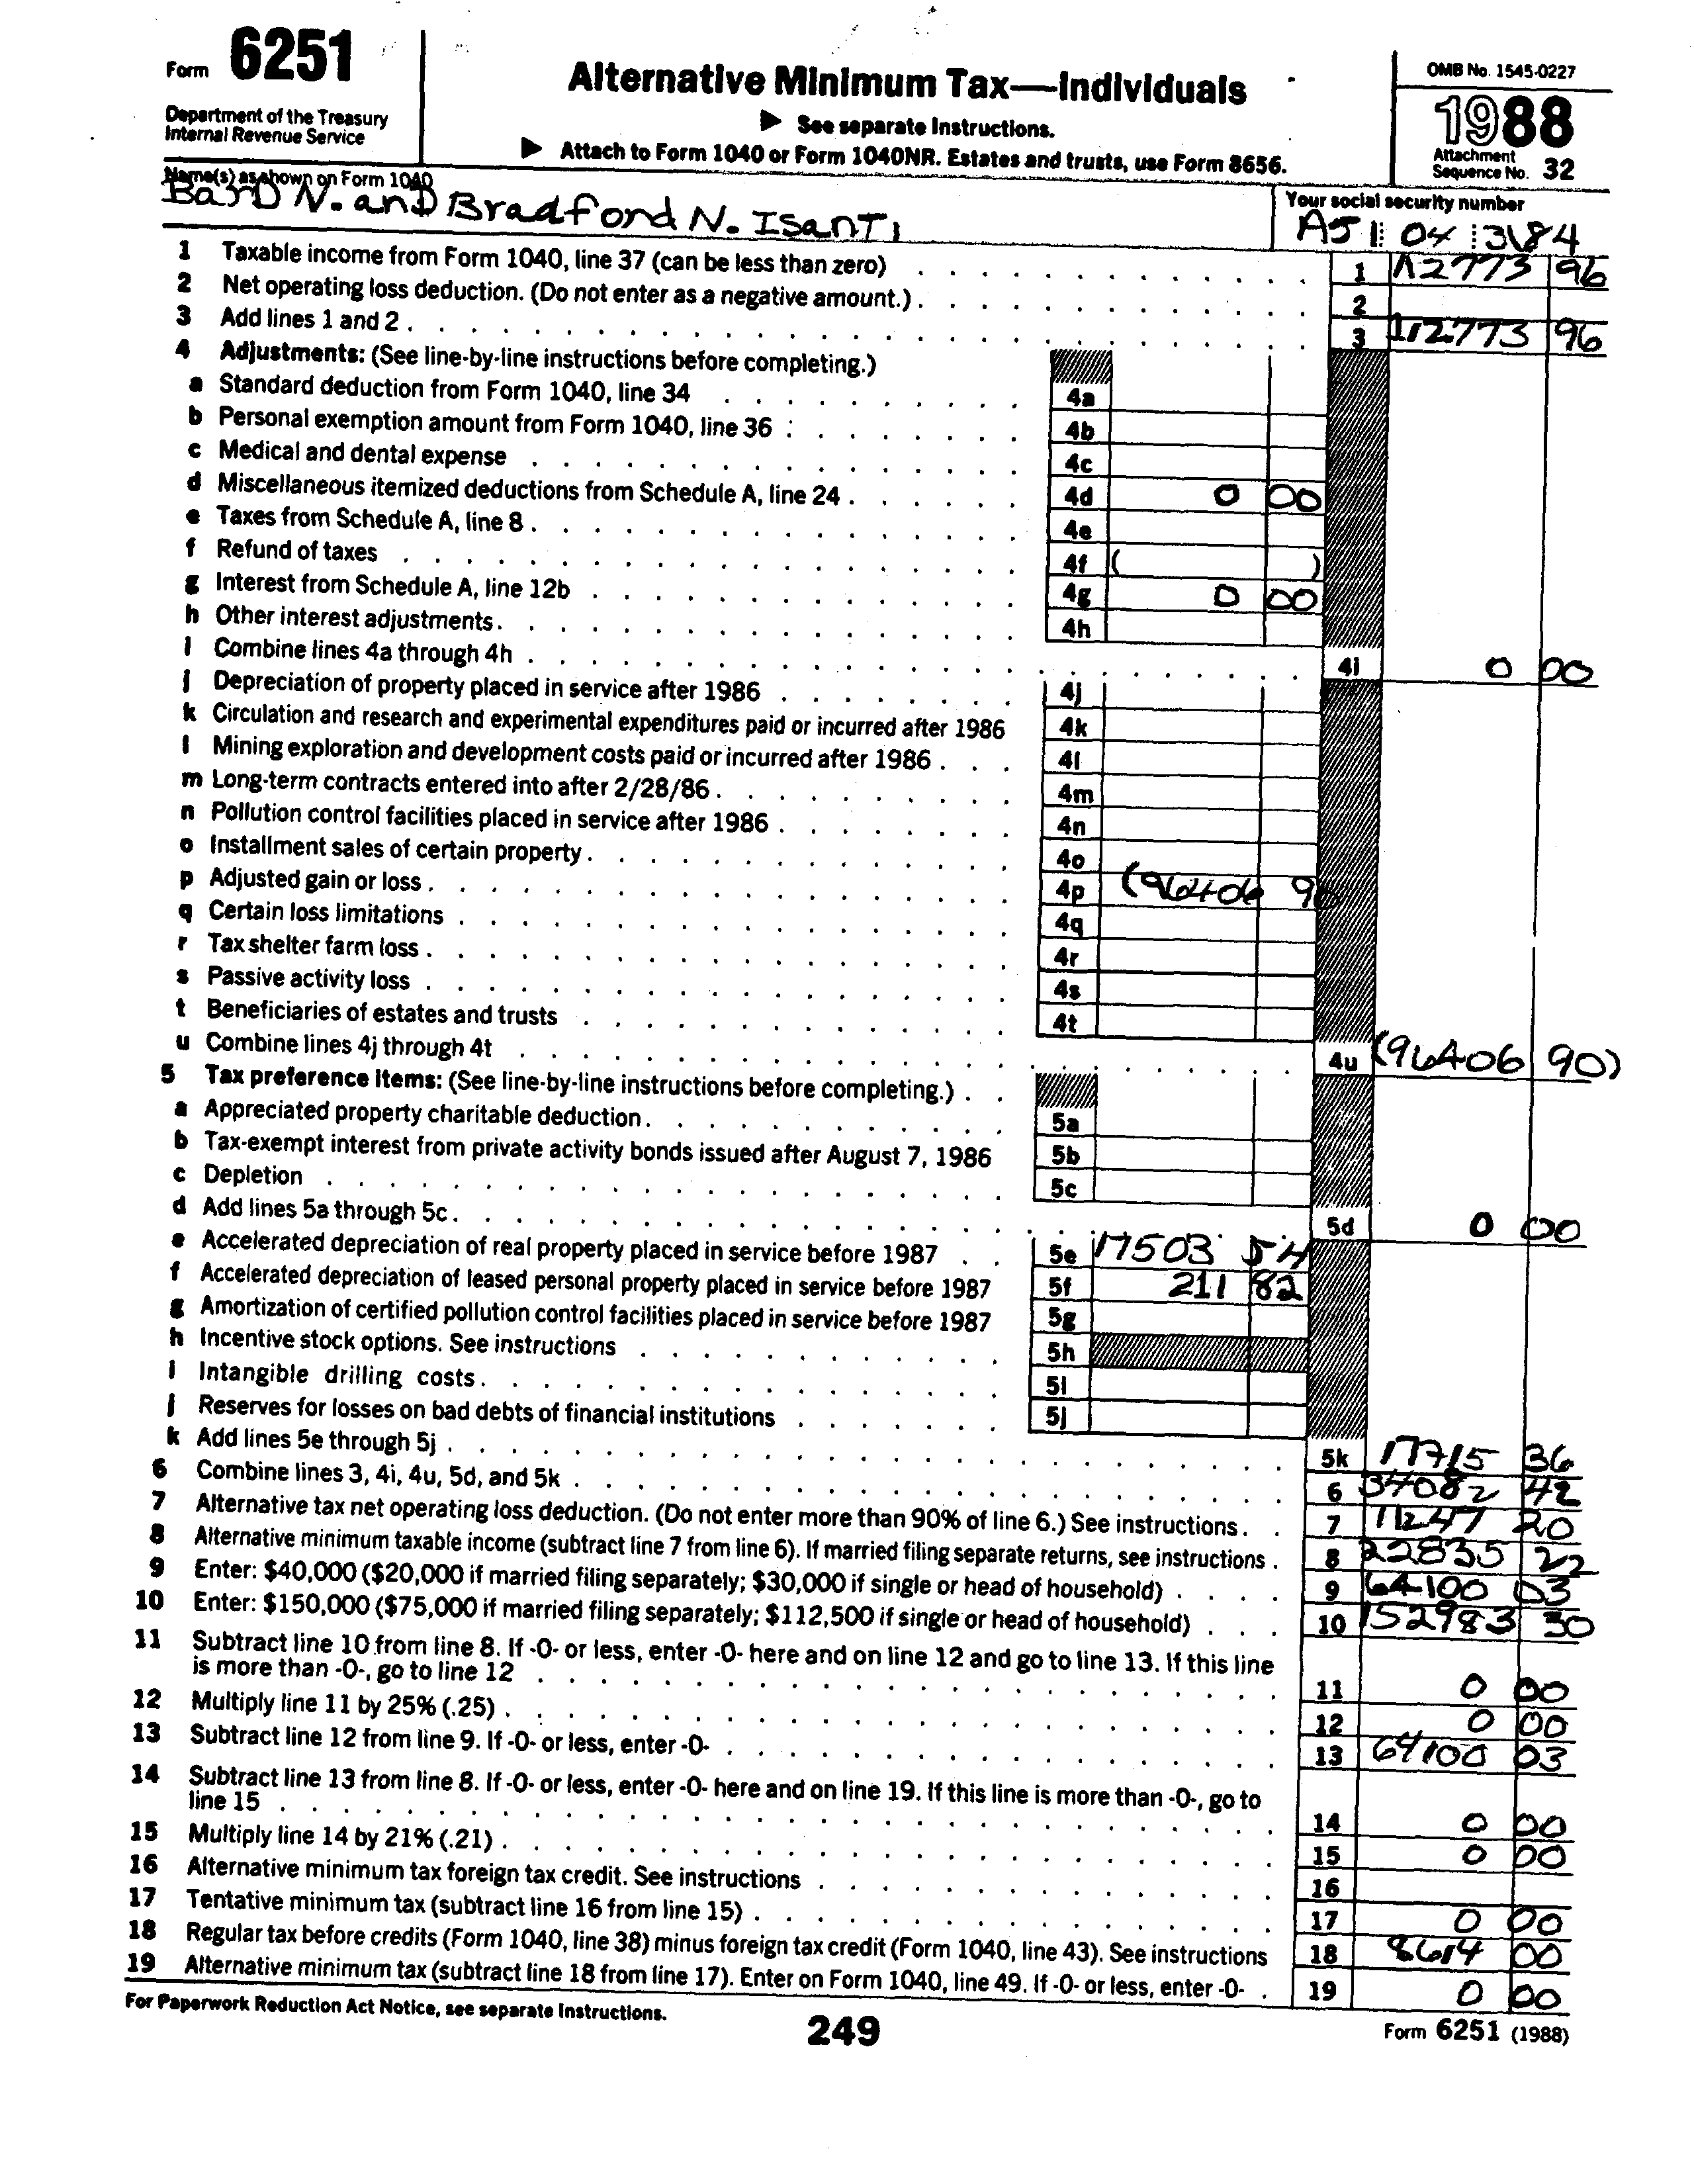 Form 6251
Department of the Treasury
Internal Revenue Service
Alternative Minimum Tax—Individuals
▶ See separate Instructions.
▶ Attach to Form 1040 or Form 1040NR. Estates and trusts, use Form 8656.
OMB No. 1545-0227
1988
Attachment
Sequence No. 32
Name(s) as shown on Form 1040
Bard N. and Bradford N. Isanti
Your social security number
04
1 Taxable income from Form 1040, line 37 (can be less than zero) 1 112773 96
2 Net operating loss deduction. (Do not enter as a negative amount.) 2
3 Add lines 1 and 2 3 112773 96
4 Adjustments: (See line-by-line instructions before completing.)
a Standard deduction from Form 1040, line 34 4a
b Personal exemption amount from Form 1040, line 36 4b
c Medical and dental expense 4c
d Miscellaneous itemized deductions from Schedule A, line 24 4d 0 00
e Taxes from Schedule A, line 8 4e
f Refund of taxes 4f ( )
g Interest from Schedule A, line 12b 4g 0 00
h Other interest adjustments 4h
i Combine lines 4a through 4h 4i 0 00
j Depreciation of property placed in service after 1986 4j
k Circulation and research and experimental expenditures paid or incurred after 1986 4k
l Mining exploration and development costs paid or incurred after 1986 4l
m Long-term contracts entered into after 2/28/86 4m
n Pollution control facilities placed in service after 1986 4n
o Installment sales of certain property 4o
p Adjusted gain or loss 4p (96406 90
q Certain loss limitations 4q
r Tax shelter farm loss 4r
s Passive activity loss 4s
t Beneficiaries of estates and trusts 4t
u Combine lines 4j through 4t 4u (96406 90)
5 Tax preference items: (See line-by-line instructions before completing.)
a Appreciated property charitable deduction 5a
b Tax-exempt interest from private activity bonds issued after August 7, 1986 5b
c Depletion 5c
d Add lines 5a through 5c 5d 0 00
e Accelerated depreciation of real property placed in service before 1987 5e 17503 54
f Accelerated depreciation of leased personal property placed in service before 1987 5f 211 82
g Amortization of certified pollution control facilities placed in service before 1987 5g
h Incentive stock options. See instructions 5h
i Intangible drilling costs 5i
j Reserves for losses on bad debts of financial institutions 5j
k Add lines 5e through 5j 5k 17715 36
6 Combine lines 3, 4i, 4u, 5d, and 5k 6 34082 42
7 Alternative tax net operating loss deduction. (Do not enter more than 90% of line 6.) See instructions 7 11247 20
8 Alternative minimum taxable income (subtract line 7 from line 6). If married filing separate returns, see instructions 8 22835 22
9 Enter: $40,000 ($20,000 if married filing separately; $30,000 if single or head of household) 9 64100 03
10 Enter: $150,000 ($75,000 if married filing separately; $112,500 if single or head of household) 10 152983 30
11 Subtract line 10 from line 8. If -0- or less, enter -0- here and on line 12 and go to line 13. If this line
is more than -0-, go to line 12 11 0 00
12 Multiply line 11 by 25% (.25) 12 0 00
13 Subtract line 12 from line 9. If -0- or less, enter -0- 13 64100 03
14 Subtract line 13 from line 8. If -0- or less, enter -0- here and on line 19. If this line is more than -0-, go to
line 15 14 0 00
15 Multiply line 14 by 21% (.21) 15 0 00
16 Alternative minimum tax foreign tax credit. See instructions 16
17 Tentative minimum tax (subtract line 16 from line 15) 17 0 00
18 Regular tax before credits (Form 1040, line 38) minus foreign tax credit (Form 1040, line 43). See instructions 18 8614 00
19 Alternative minimum tax (subtract line 18 from line 17). Enter on Form 1040, line 49. If -0- or less, enter -0- 19 0 00
For Paperwork Reduction Act Notice, see separate Instructions.
249
Form 6251 (1988)